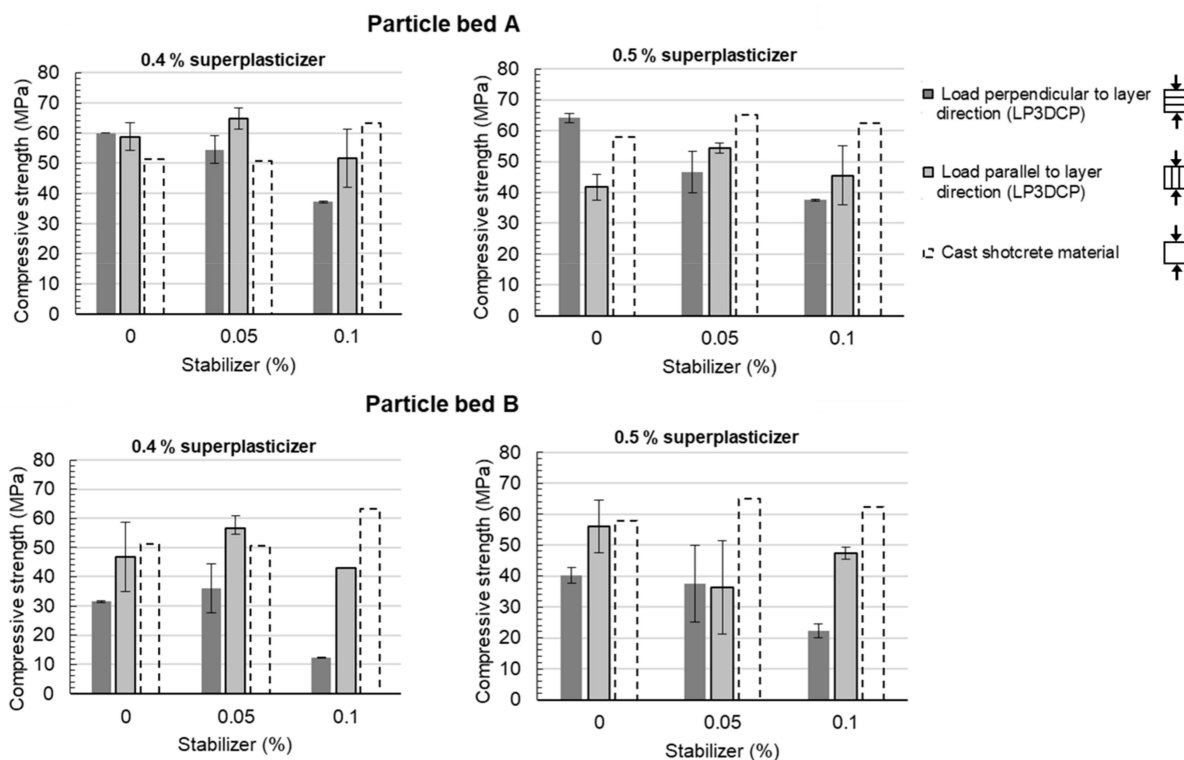 Particle bed A
0.4 % superplasticizer
Compressive strength (MPa)
80
70
60
50
40
30
20
10
0
0 0.05 0.1
Stabilizer (%)
0.5 % superplasticizer
Compressive strength (MPa)
80
70
60
50
40
30
20
10
0
0 0.05 0.1
Stabilizer (%)
Load perpendicular to layer
direction (LP3DCP)
Load parallel to layer
direction (LP3DCP)
Cast shotcrete material
Particle bed B
0.4 % superplasticizer
Compressive strength (MPa)
80
70
60
50
40
30
20
10
0
0 0.05 0.1
Stabilizer (%)
0.5 % superplasticizer
Compressive strength (MPa)
80
70
60
50
40
30
20
10
0
0 0.05 0.1
Stabilizer (%)